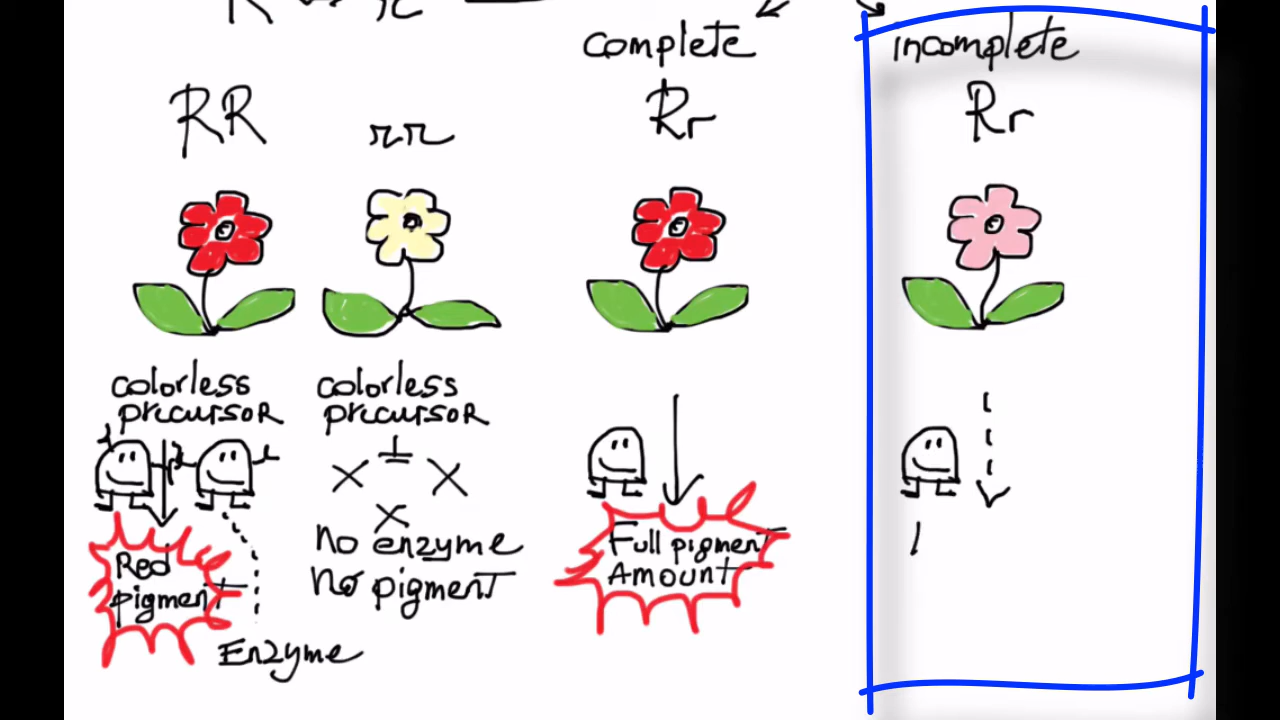 complete
incomplete
RR
rr
Rr
Rr
colorless
precursor
colorless
precursor
Red
pigment
Enzyme
No enzyme
No pigment
Full pigment
Amount